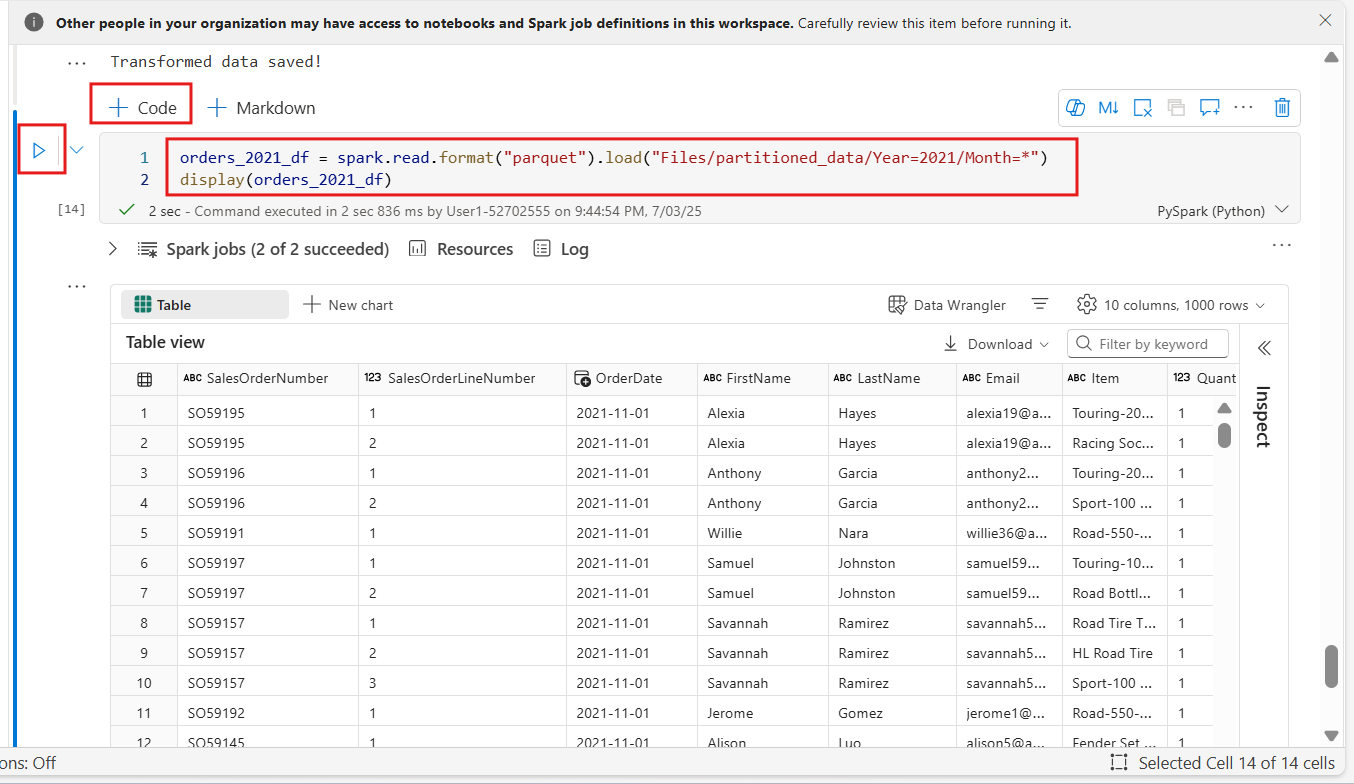 Other people in your organization may have access to notebooks and Spark job definitions in this workspace. Carefully review this item before running it.
... Transformed data saved!
+ Code + Markdown
M↓ ...
1 orders_2021_df = spark.read.format("parquet").load("Files/partitioned_data/Year=2021/Month=*")
2 display(orders_2021_df)
[14] 2 sec - Command executed in 2 sec 836 ms by User1-52702555 on 9:44:54 PM, 7/03/25 PySpark (Python)
Spark jobs (2 of 2 succeeded) Resources Log ...
...
Table + New chart Data Wrangler 10 columns, 1000 rows
Table view Download Filter by keyword
ABC SalesOrderNumber 123 SalesOrderLineNumber OrderDate ABC FirstName ABC LastName ABC Email ABC Item 123 Quant
Inspect
1 SO59195 1 2021-11-01 Alexia Hayes alexia19@a... Touring-20... 1
2 SO59195 2 2021-11-01 Alexia Hayes alexia19@a... Racing Soc... 1
3 SO59196 1 2021-11-01 Anthony Garcia anthony2... Touring-20... 1
4 SO59196 2 2021-11-01 Anthony Garcia anthony2... Sport-100 ... 1
5 SO59191 1 2021-11-01 Willie Nara willie36@a... Road-550-... 1
6 SO59197 1 2021-11-01 Samuel Johnston samuel59... Touring-10... 1
7 SO59197 2 2021-11-01 Samuel Johnston samuel59... Road Bottl... 1
8 SO59157 1 2021-11-01 Savannah Ramirez savannah5... Road Tire T... 1
9 SO59157 2 2021-11-01 Savannah Ramirez savannah5... HL Road Tire 1
10 SO59157 3 2021-11-01 Savannah Ramirez savannah5... Sport-100 ... 1
11 SO59192 1 2021-11-01 Jerome Gomez jerome1@... Road-550-... 1
12 SO59145 1 2021-11-01 Alison Luo alison5@a... Fender Set ... 1
ons: Off Selected Cell 14 of 14 cells